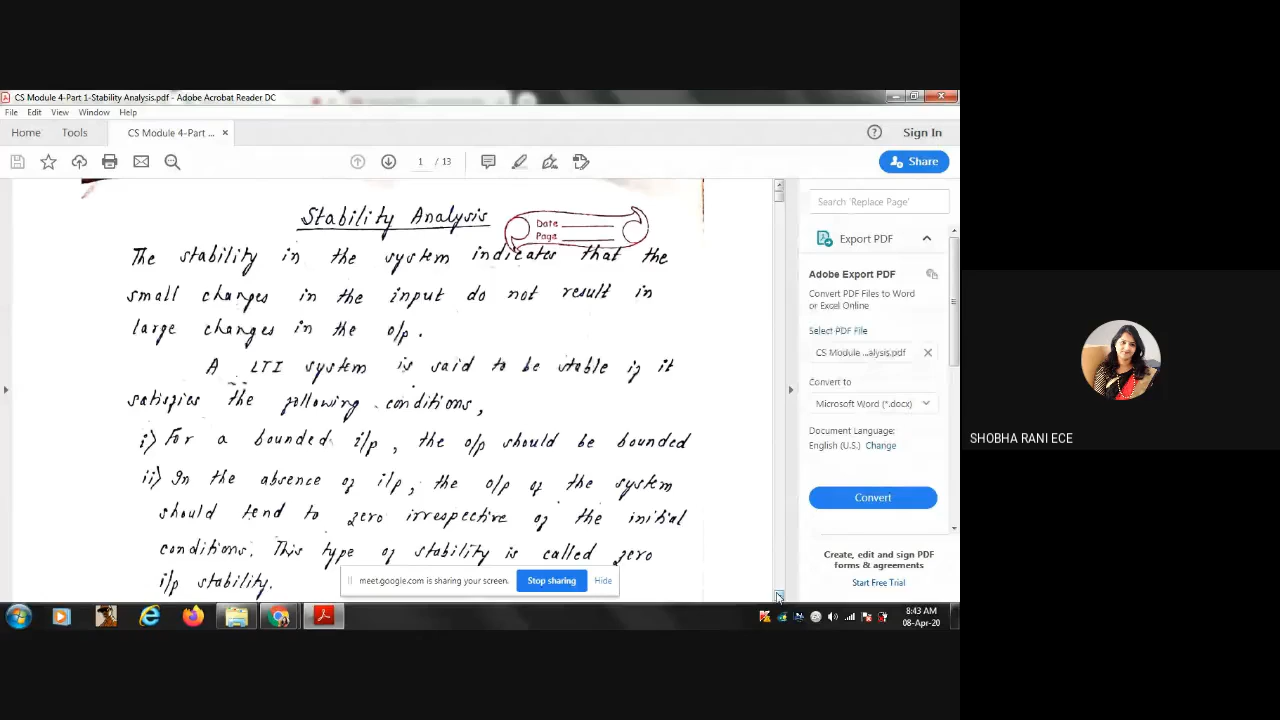 CS Module 4-Part 1-Stability Analysis.pdf - Adobe Acrobat Reader DC
File Edit View Window Help
Home Tools CS Module 4-Part ... × Sign In
1 / 13 Share
Stability Analysis
Date
Page
The stability in the system indicates that the
small changes in the input do not result in
large changes in the o/p.
A LTI system is said to be stable if it
satisfies the following conditions,
i) For a bounded i/p, the o/p should be bounded
ii) In the absence of i/p, the o/p of the system
should tend to zero irrespective of the initial
conditions. This type of stability is called zero
i/p stability.
Search 'Replace Page'
Export PDF
Adobe Export PDF
Convert PDF Files to Word
or Excel Online
Select PDF File
CS Module ...alysis.pdf ×
Convert to
Microsoft Word (*.docx)
Document Language:
English (U.S.) Change
Convert
Create, edit and sign PDF
forms & agreements
Start Free Trial
meet.google.com is sharing your screen. Stop sharing Hide
8:43 AM
08-Apr-20
SHOBHA RANI ECE